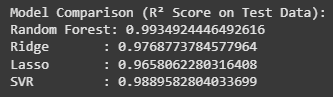 Model Comparison (R² Score on Test Data):
Random Forest: 0.9934924446492616
Ridge        : 0.9768773784577964
Lasso        : 0.9658062280316408
SVR          : 0.9889582804033699